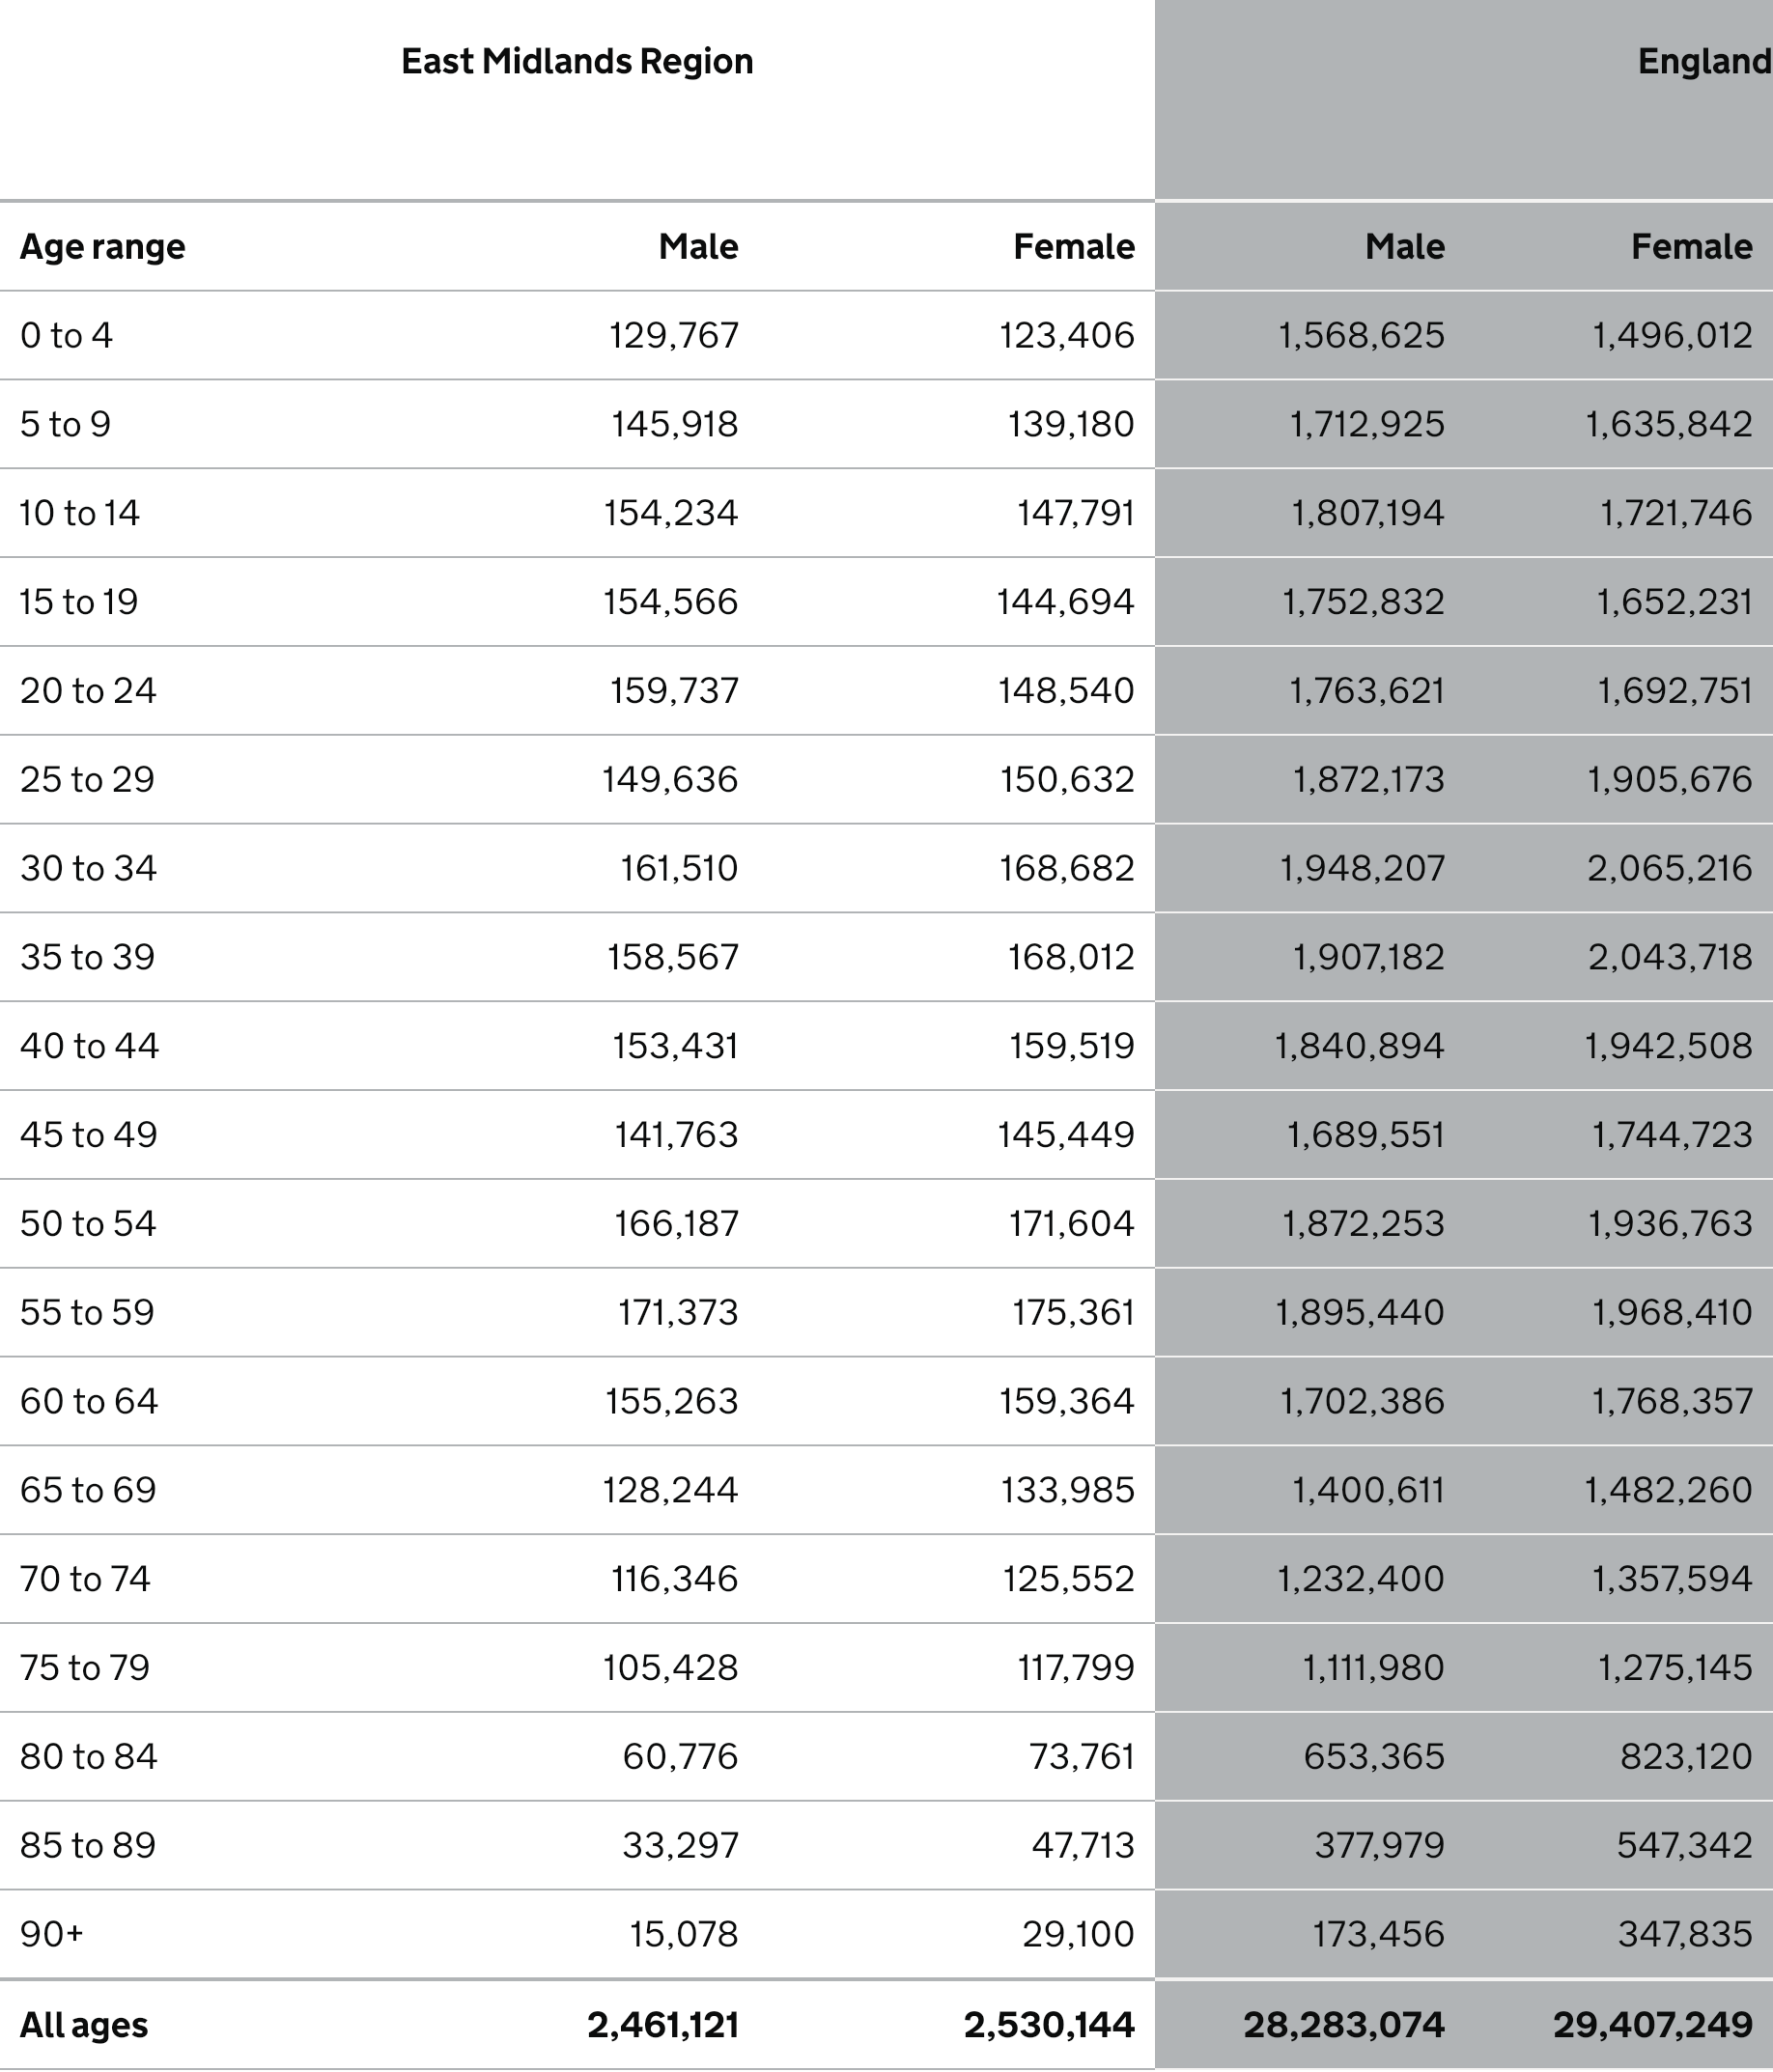 East Midlands Region England
Age range Male Female Male Female
0 to 4 129,767 123,406 1,568,625 1,496,012
5 to 9 145,918 139,180 1,712,925 1,635,842
10 to 14 154,234 147,791 1,807,194 1,721,746
15 to 19 154,566 144,694 1,752,832 1,652,231
20 to 24 159,737 148,540 1,763,621 1,692,751
25 to 29 149,636 150,632 1,872,173 1,905,676
30 to 34 161,510 168,682 1,948,207 2,065,216
35 to 39 158,567 168,012 1,907,182 2,043,718
40 to 44 153,431 159,519 1,840,894 1,942,508
45 to 49 141,763 145,449 1,689,551 1,744,723
50 to 54 166,187 171,604 1,872,253 1,936,763
55 to 59 171,373 175,361 1,895,440 1,968,410
60 to 64 155,263 159,364 1,702,386 1,768,357
65 to 69 128,244 133,985 1,400,611 1,482,260
70 to 74 116,346 125,552 1,232,400 1,357,594
75 to 79 105,428 117,799 1,111,980 1,275,145
80 to 84 60,776 73,761 653,365 823,120
85 to 89 33,297 47,713 377,979 547,342
90+ 15,078 29,100 173,456 347,835
All ages 2,461,121 2,530,144 28,283,074 29,407,249